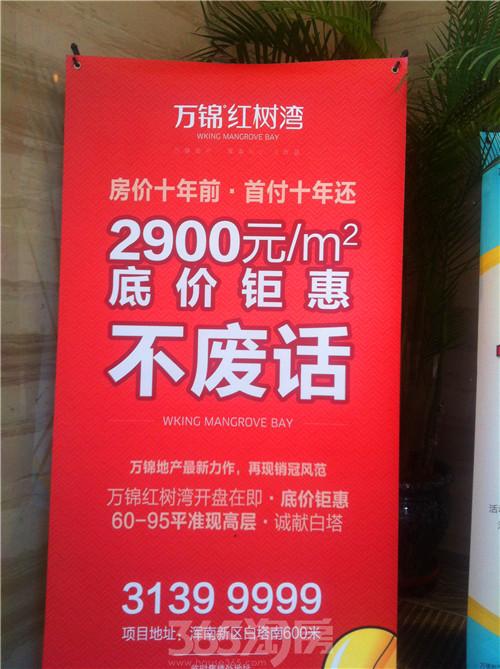 万锦®红树湾
WKING MANGROVE BAY
房价十年前·首付十年还
2900元/m²
底价钜惠
不废话
WKING MANGROVE BAY
万锦地产最新力作，再现销冠风范
万锦红树湾开盘在即·底价钜惠
60-95平准现高层·诚献白塔
3139 9999
项目地址：浑南新区白塔南600米
365淘房